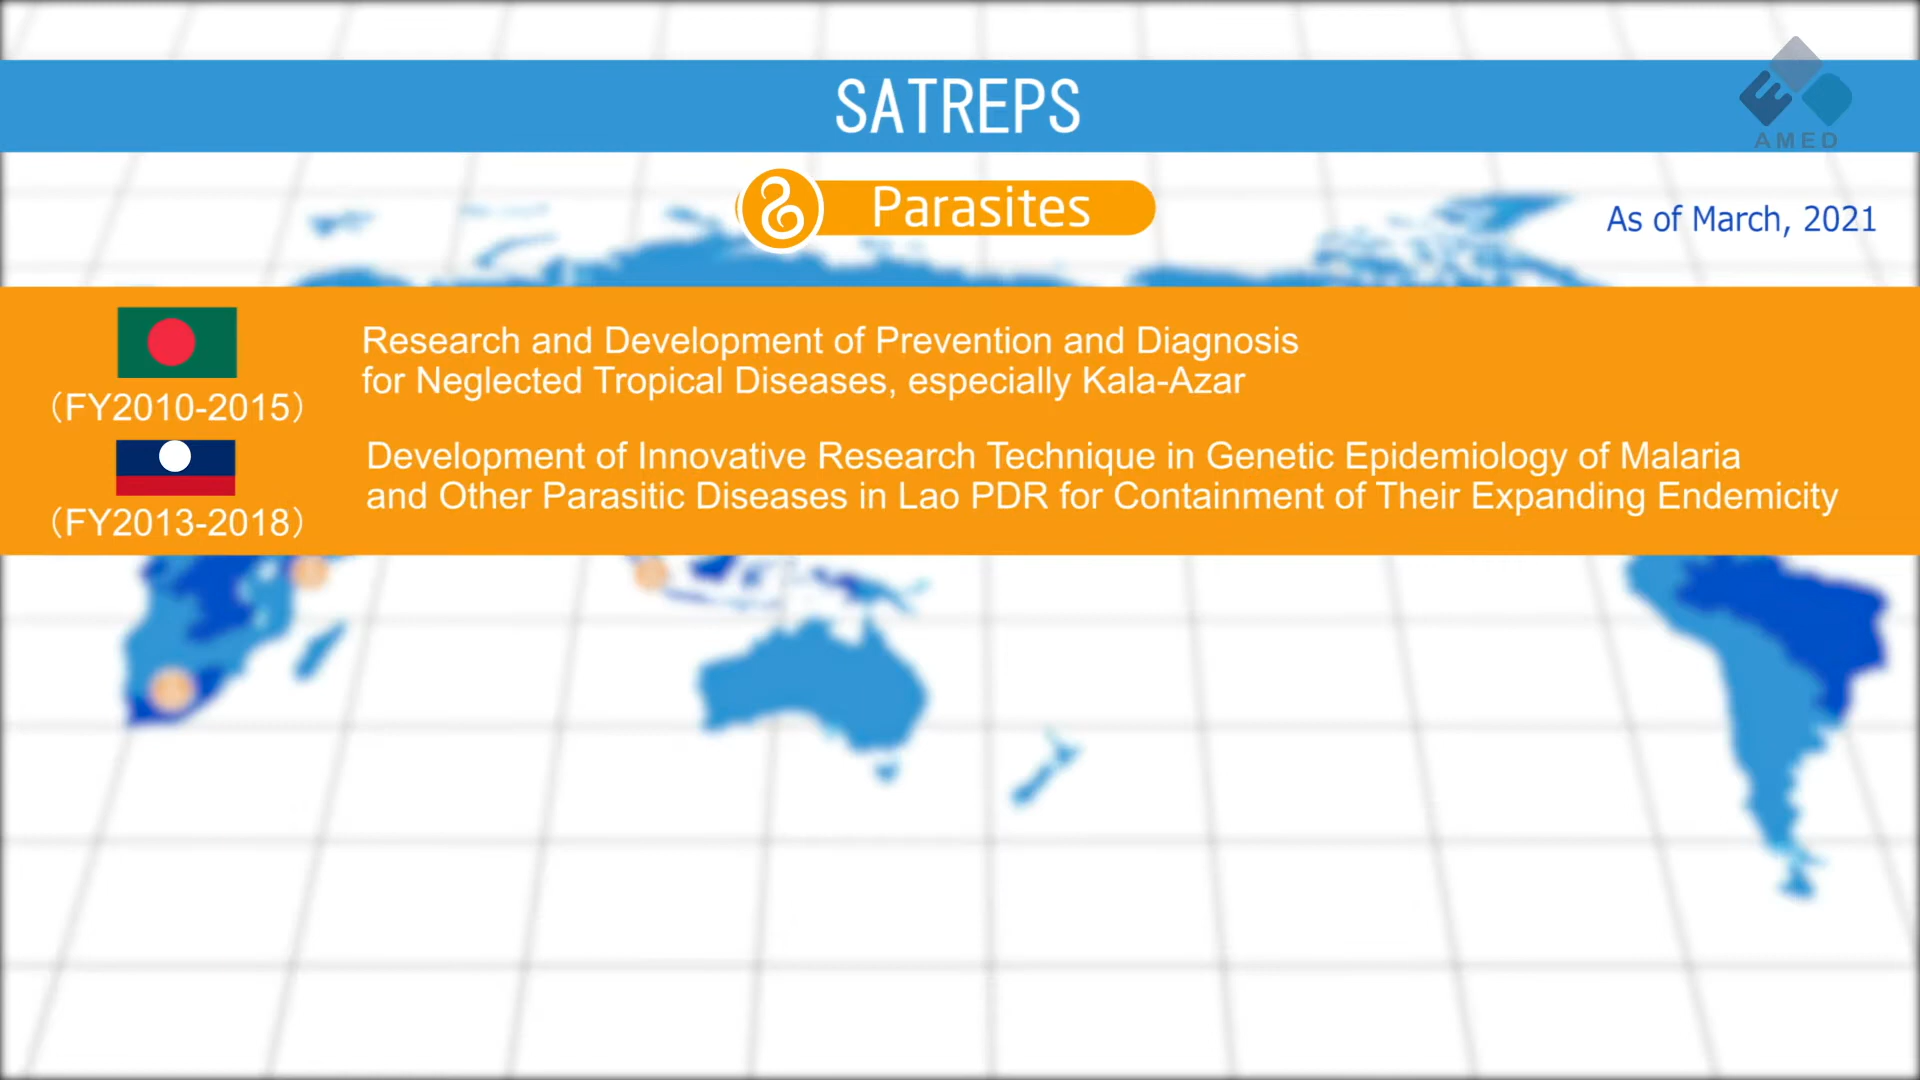 SATREPS
AMED
Parasites
As of March, 2021
Research and Development of Prevention and Diagnosis
for Neglected Tropical Diseases, especially Kala-Azar
（FY2010-2015）
Development of Innovative Research Technique in Genetic Epidemiology of Malaria
and Other Parasitic Diseases in Lao PDR for Containment of Their Expanding Endemicity
（FY2013-2018）